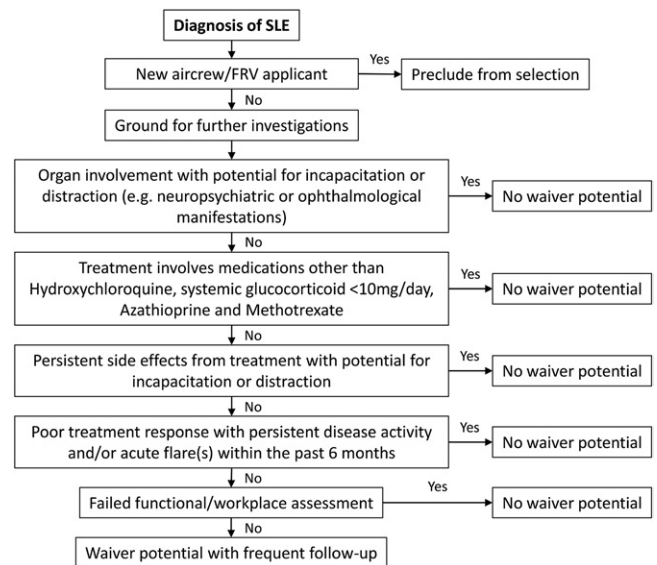 Diagnosis of SLE
New aircrew/FRV applicant
Yes
Preclude from selection
No
Ground for further investigations
Organ involvement with potential for incapacitation or
distraction (e.g. neuropsychiatric or ophthalmological
manifestations)
Yes
No waiver potential
No
Treatment involves medications other than
Hydroxychloroquine, systemic glucocorticoid <10mg/day,
Azathioprine and Methotrexate
Yes
No waiver potential
No
Persistent side effects from treatment with potential for
incapacitation or distraction
Yes
No waiver potential
No
Poor treatment response with persistent disease activity
and/or acute flare(s) within the past 6 months
Yes
No waiver potential
No
Failed functional/workplace assessment
Yes
No waiver potential
No
Waiver potential with frequent follow-up